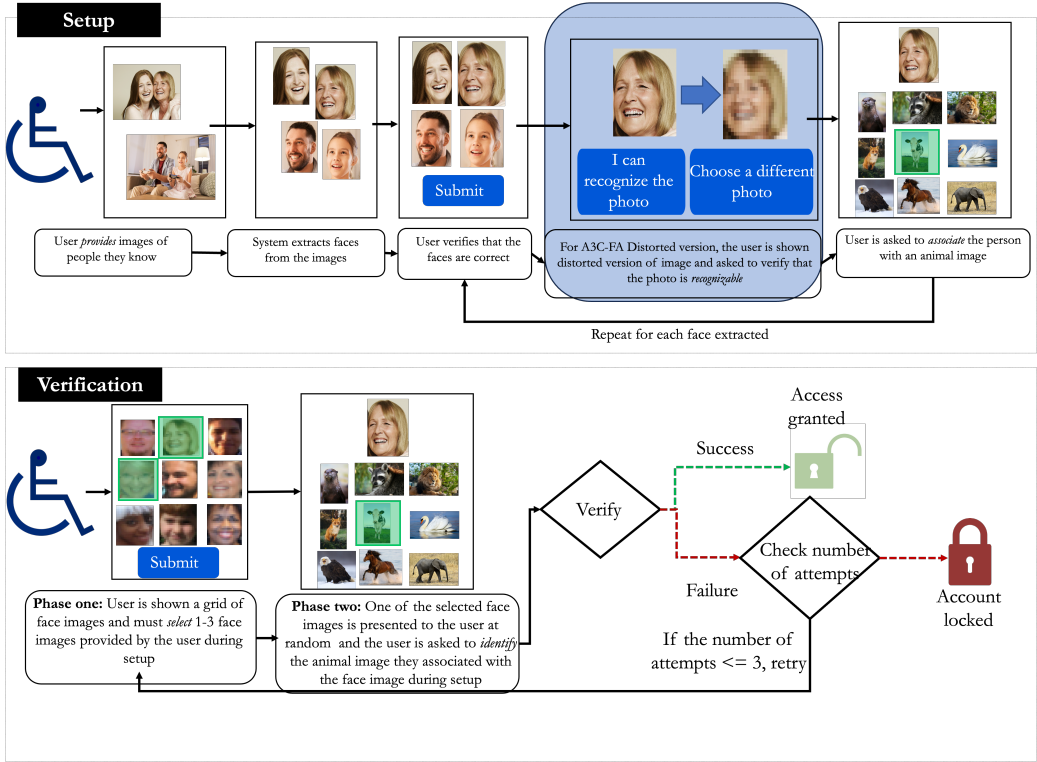 Setup
Submit
I can
recognize the
photo
Choose a different
photo
User provides images of
people they know
System extracts faces
from the images
User verifies that the
faces are correct
For A3C-FA Distorted version, the user is shown
distorted version of image and asked to verify that
the photo is recognizable
User is asked to associate the person
with an animal image
Repeat for each face extracted
Verification
Submit
Phase one: User is shown a grid of
face images and must select 1-3 face
images provided by the user during
setup
Phase two: One of the selected face
images is presented to the user at
random and the user is asked to identify
the animal image they associated with
the face image during setup
Verify
Success
Access
granted
Failure
Check number
of attempts
Account
locked
If the number of
attempts <= 3, retry